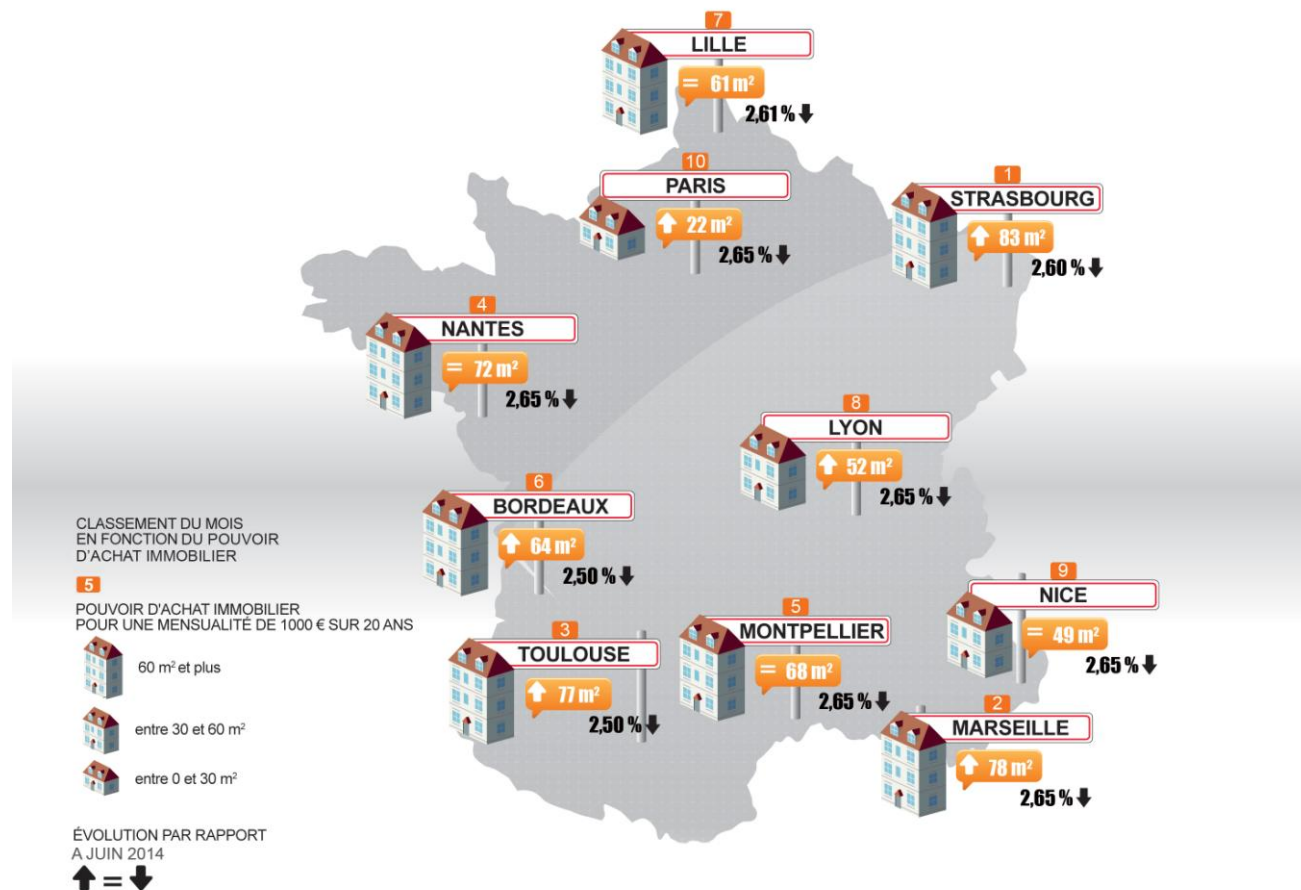 7
LILLE
= 61 m²
2,61 %
10
PARIS
22 m²
2,65 %
1
STRASBOURG
83 m²
2,60 %
4
NANTES
= 72 m²
2,65 %
8
LYON
52 m²
2,65 %
6
BORDEAUX
64 m²
2,50 %
9
NICE
= 49 m²
2,65 %
5
MONTPELLIER
= 68 m²
2,65 %
3
TOULOUSE
77 m²
2,50 %
2
MARSEILLE
78 m²
2,65 %
CLASSEMENT DU MOIS
EN FONCTION DU POUVOIR
D'ACHAT IMMOBILIER
5
POUVOIR D'ACHAT IMMOBILIER
POUR UNE MENSUALITÉ DE 1000 € SUR 20 ANS
60 m² et plus
entre 30 et 60 m²
entre 0 et 30 m²
ÉVOLUTION PAR RAPPORT
A JUIN 2014
=